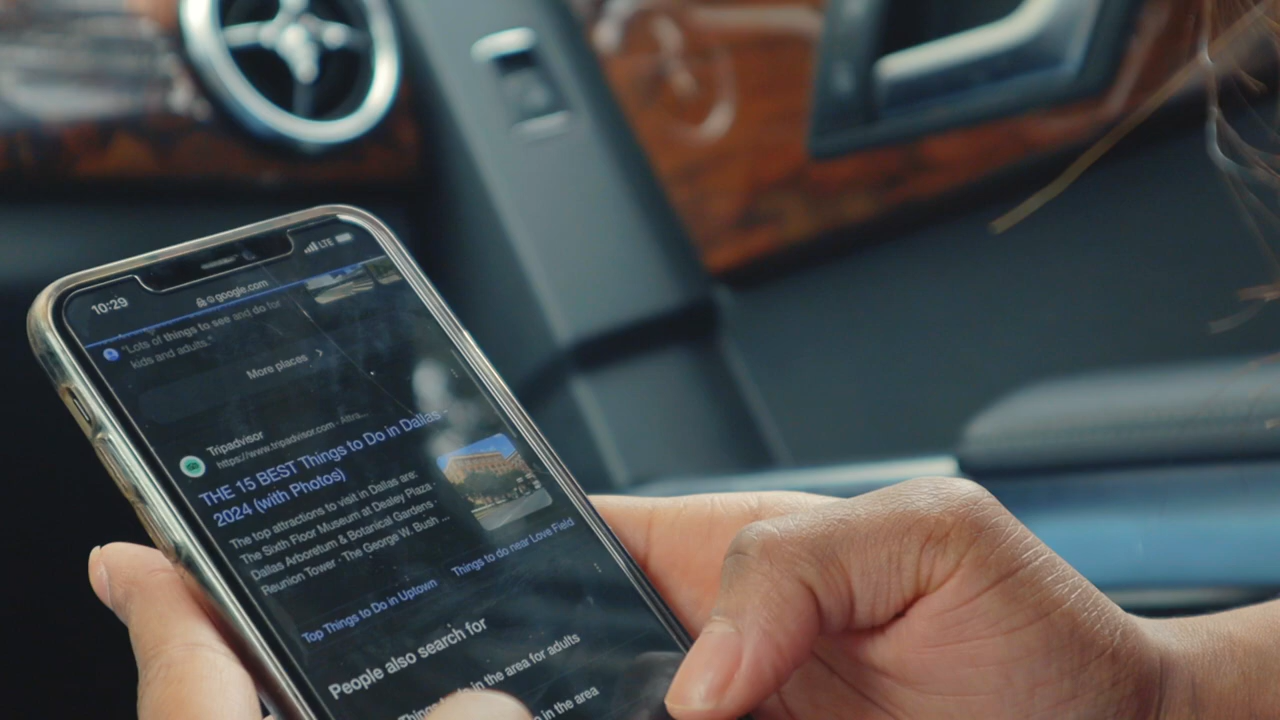 10:29
google.com
LTE
"Lots of things to see and do for
kids and adults."
More places
Tripadvisor
https://www.tripadvisor.com › Attra...
THE 15 BEST Things to Do in Dallas -
2024 (with Photos)
The top attractions to visit in Dallas are:
The Sixth Floor Museum at Dealey Plaza ·
Dallas Arboretum & Botanical Gardens ·
Reunion Tower · The George W. Bush ...
Top Things to Do in Uptown
Things to do near Love Field
People also search for
Things in the area for adults
in the area